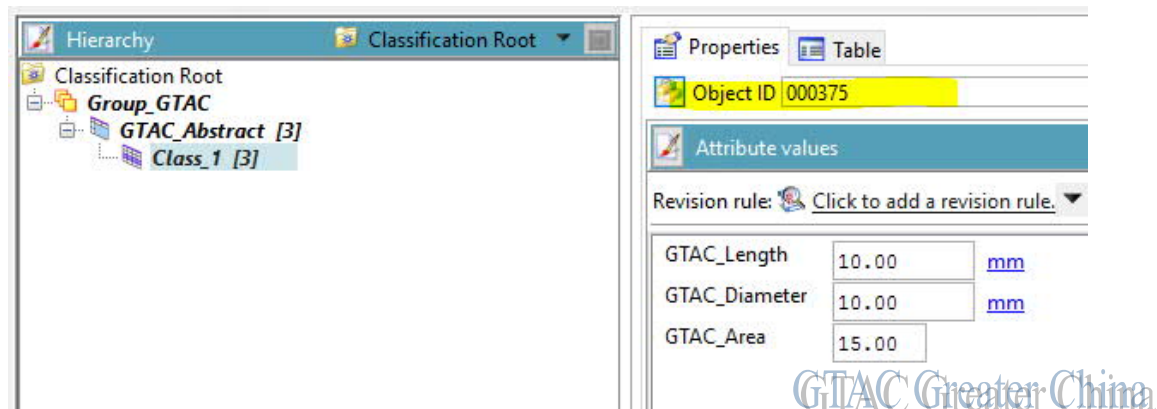 Hierarchy
Classification Root
Classification Root
Group_GTAC
GTAC_Abstract [3]
Class_1 [3]
Properties
Table
Object ID 000375
Attribute values
Revision rule: Click to add a revision rule.
GTAC_Length 10.00 mm
GTAC_Diameter 10.00 mm
GTAC_Area 15.00
GTAC Greater China